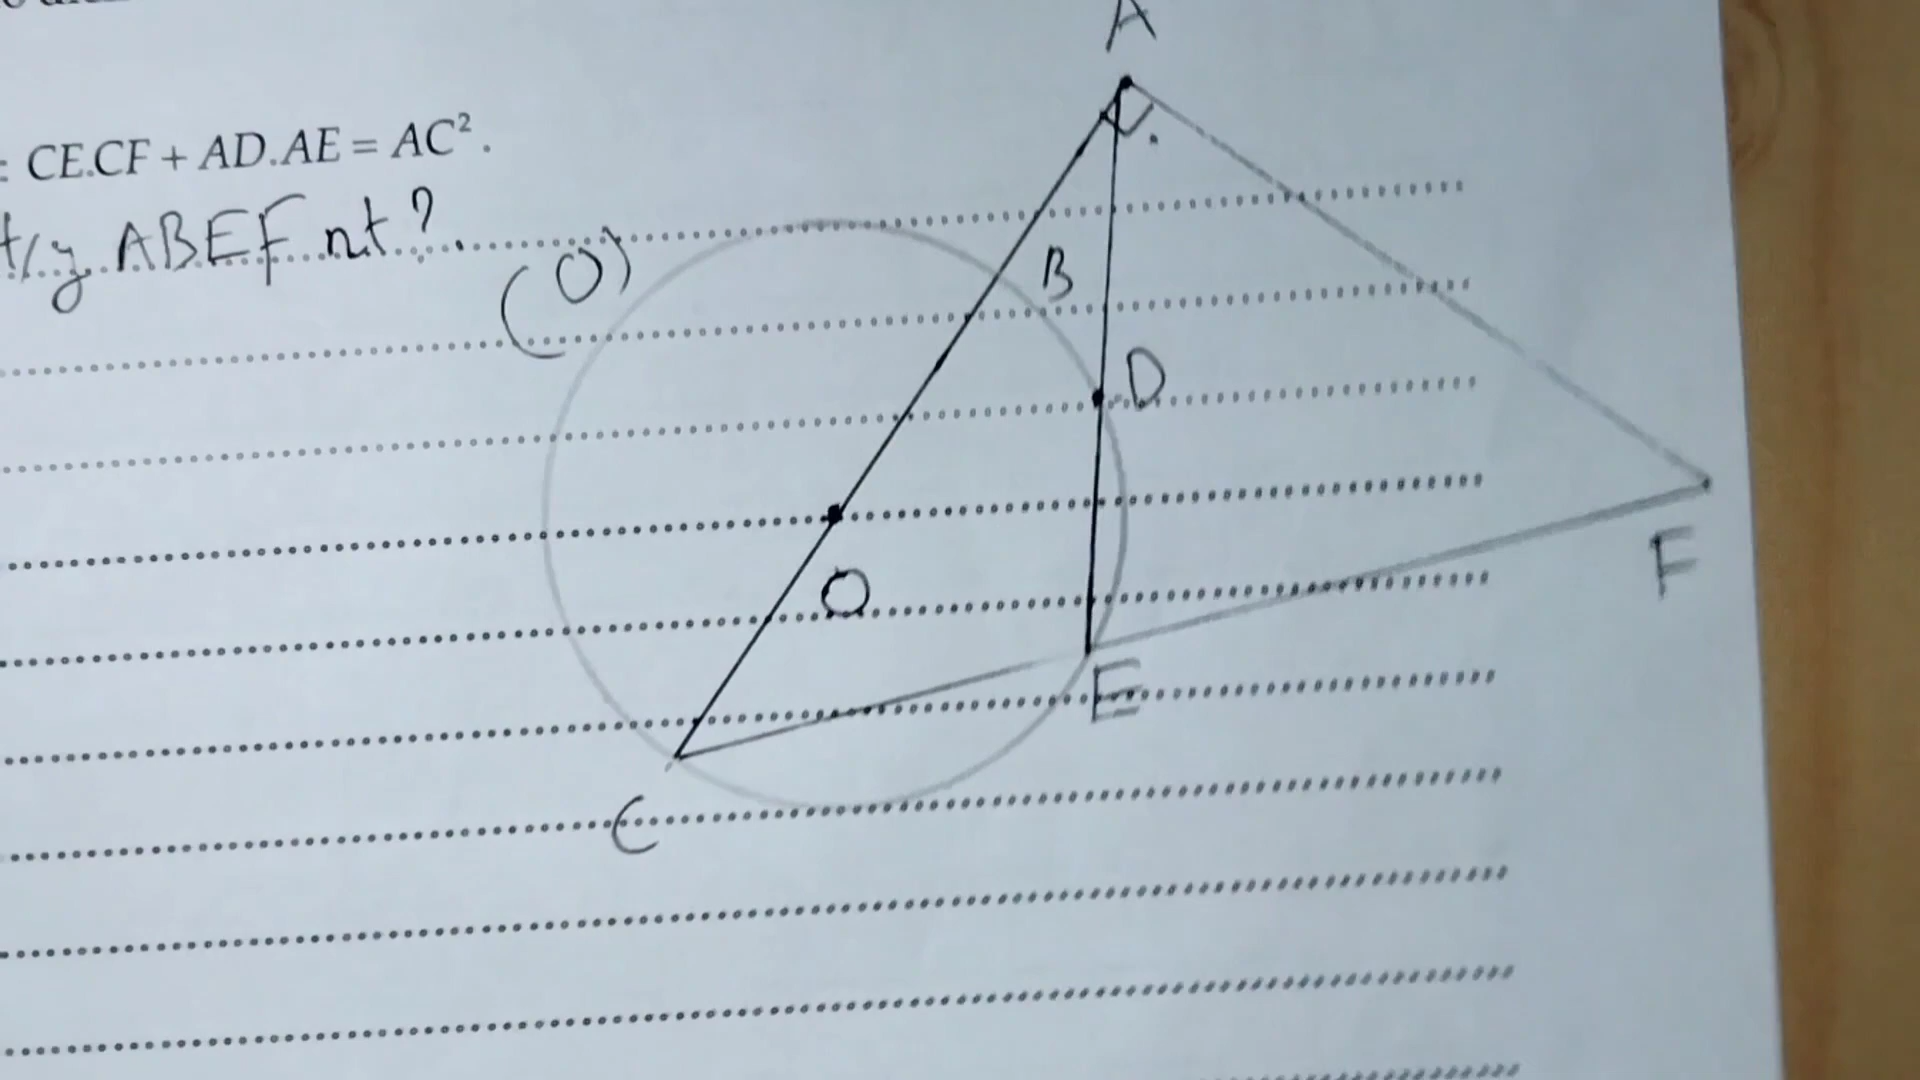 A
: CE.CF + AD.AE = AC².
t/g ABEF nt ?
(O)
B
D
O
F
E
C